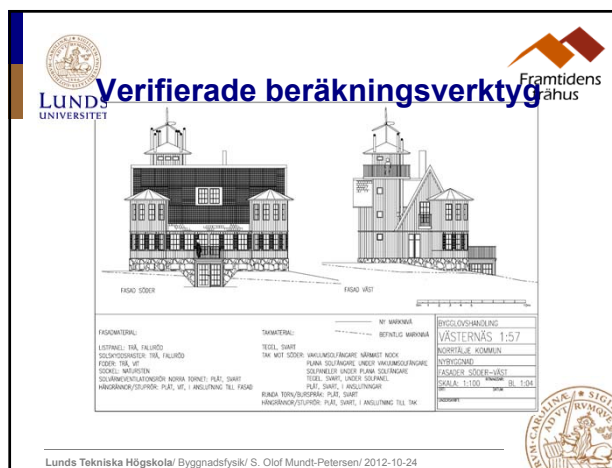 Verifierade beräkningsverktyg
LUNDS
UNIVERSITET
Framtidens
trähus
FASAD SÖDER
FASAD VÄST
NY MARKNIVÅ
BEFINTLIG MARKNIVÅ
FASADMATERIAL:
LISTPANEL: TRÄ, FALURÖD
SOLSKYDDSRASTER: TRÄ, FALURÖD
FODER: TRÄ, VIT
SOCKEL: NATURSTEN
SOLVÄRMEVENTILATIONSRÖR NORRA TORNET: PLÅT, SVART
HÄNGRÄNNOR/STUPRÖR: PLÅT, VIT, I ANSLUTNING TILL FASAD
TAKMATERIAL:
TEGEL, SVART
TAK MOT SÖDER: VAKUUMSOLFÅNGARE NÄRMAST NOCK
PLANA SOLFÅNGARE UNDER VAKUUMSOLFÅNGARE
SOLPANELER UNDER PLANA SOLFÅNGARE
TEGEL, SVART, UNDER SOLPANEL
PLÅT, SVART, I ANSLUTNINGAR
RUNDA TORN/BURSPRÅK: PLÅT, SVART
HÄNGRÄNNOR/STUPRÖR: PLÅT, SVART, I ANSLUTNING TILL TAK
BYGGLOVSHANDLING
VÄSTERNÄS 1:57
NORRTÄLJE KOMMUN
NYBYGGNAD
FASADER SÖDER-VÄST
SKALA: 1:100 BL 1:04
Lunds Tekniska Högskola/ Byggnadsfysik/ S. Olof Mundt-Petersen/ 2012-10-24